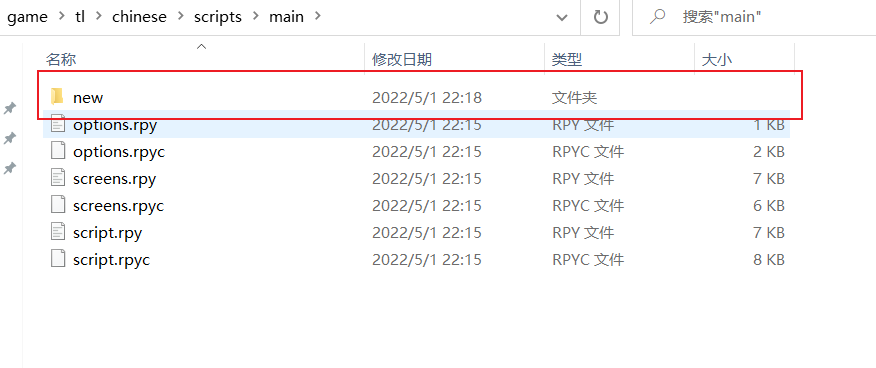 game > tl > chinese > scripts > main > 搜索"main"
名称 修改日期 类型 大小
new 2022/5/1 22:18 文件夹
options.rpy 2022/5/1 22:15 RPY 文件 1 KB
options.rpyc 2022/5/1 22:15 RPYC 文件 2 KB
screens.rpy 2022/5/1 22:15 RPY 文件 7 KB
screens.rpyc 2022/5/1 22:15 RPYC 文件 6 KB
script.rpy 2022/5/1 22:15 RPY 文件 7 KB
script.rpyc 2022/5/1 22:15 RPYC 文件 8 KB